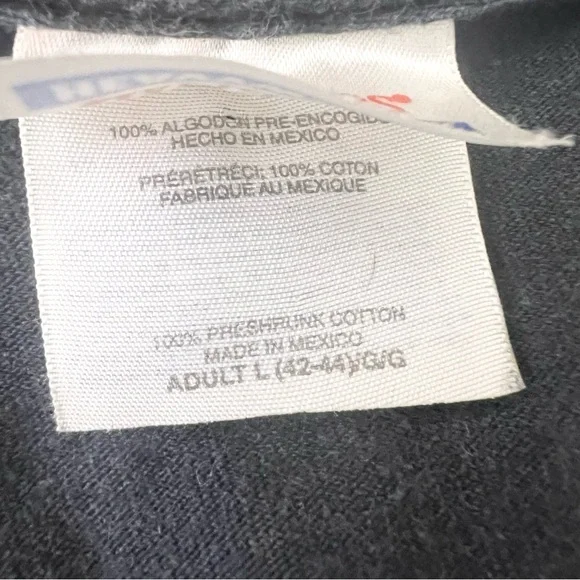 100% ALGODÓN PRE-ENCOGIDO
HECHO EN MEXICO
PRÉRÉTRÉCI: 100% COTON
FABRIQUÉ AU MEXIQUE
100% PRESHRUNK COTTON
MADE IN MEXICO
ADULT L (42-44)/G/G